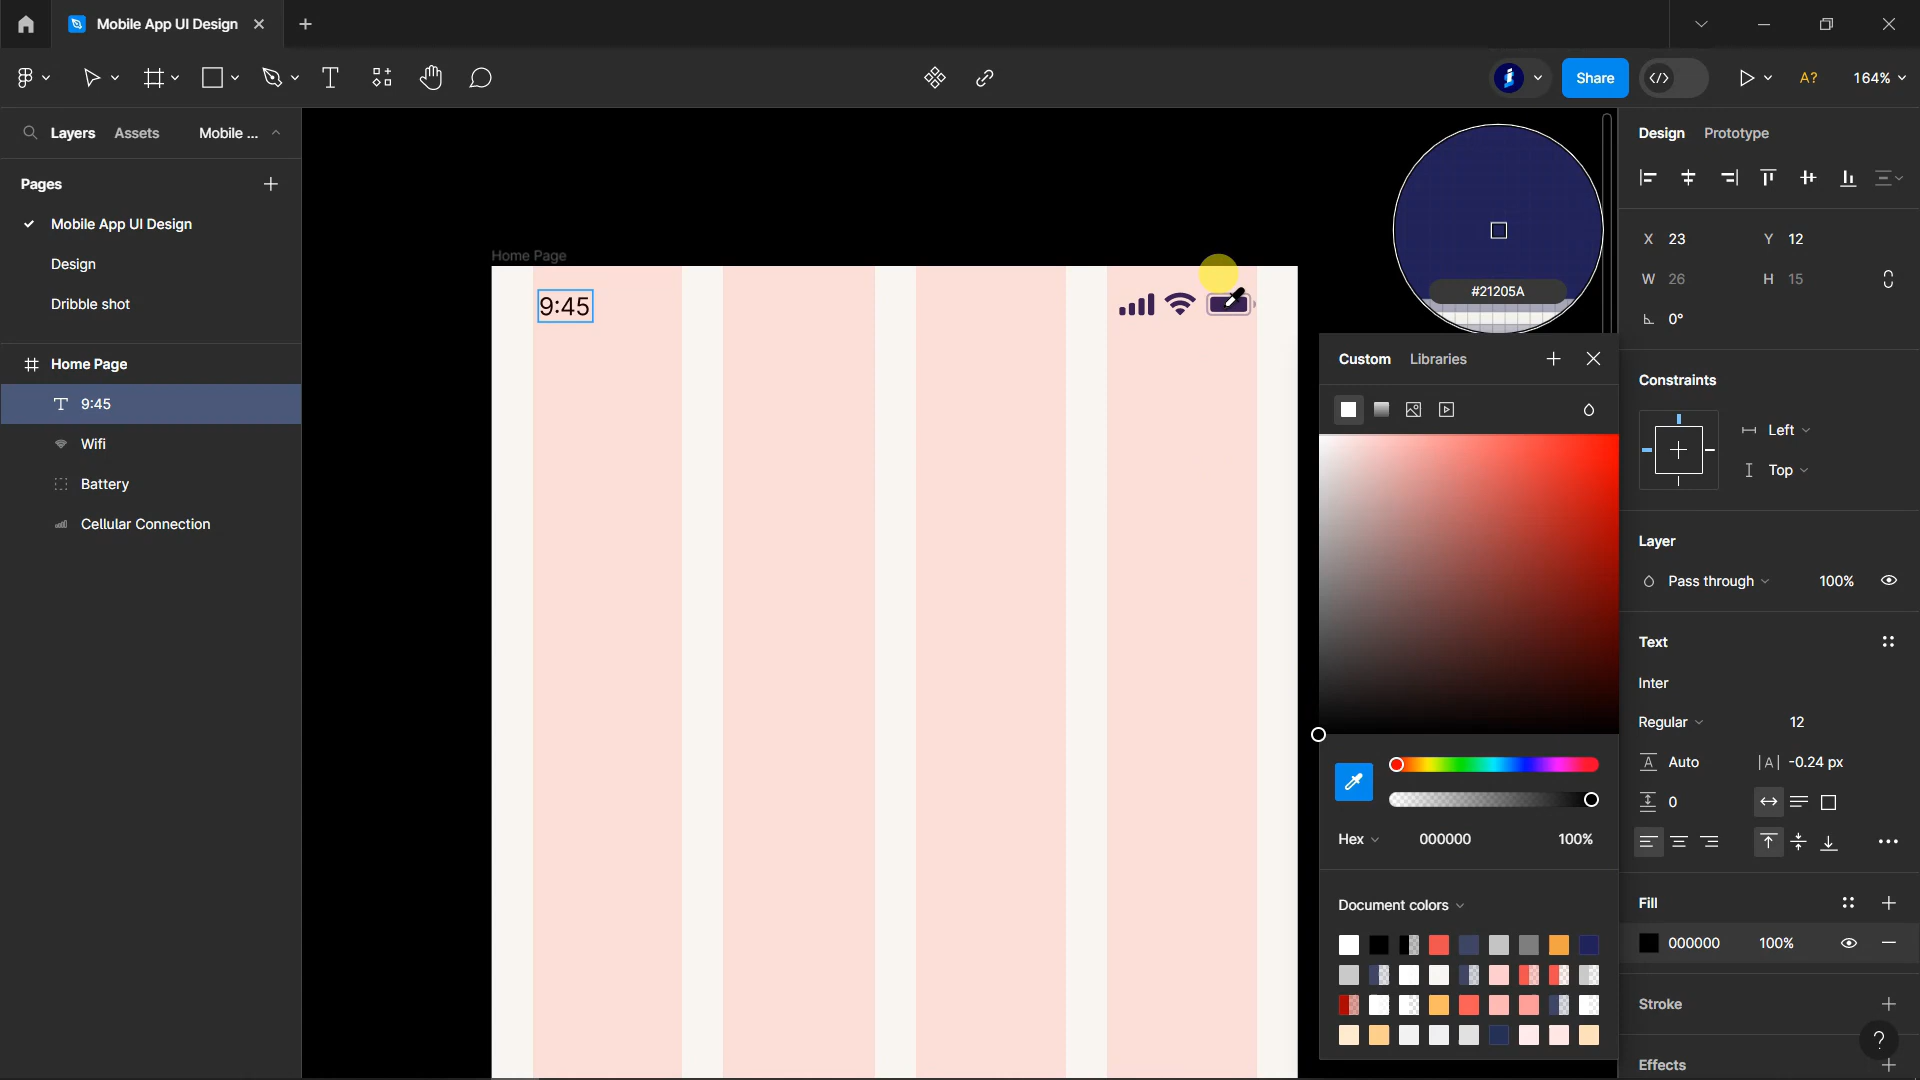 Mobile App UI Design
Share
A?
164%
Layers
Assets
Mobile ...
Pages
Mobile App UI Design
Design
Dribble shot
Home Page
9:45
Wifi
Battery
Cellular Connection
Home Page
9:45
#21205A
Custom
Libraries
Hex
000000
100%
Document colors
Design
Prototype
X
23
Y
12
W
26
H
15
0°
Constraints
Left
Top
Layer
Pass through
100%
Text
Inter
Regular
12
Auto
-0.24 px
0
Fill
000000
100%
Stroke
Effects
?